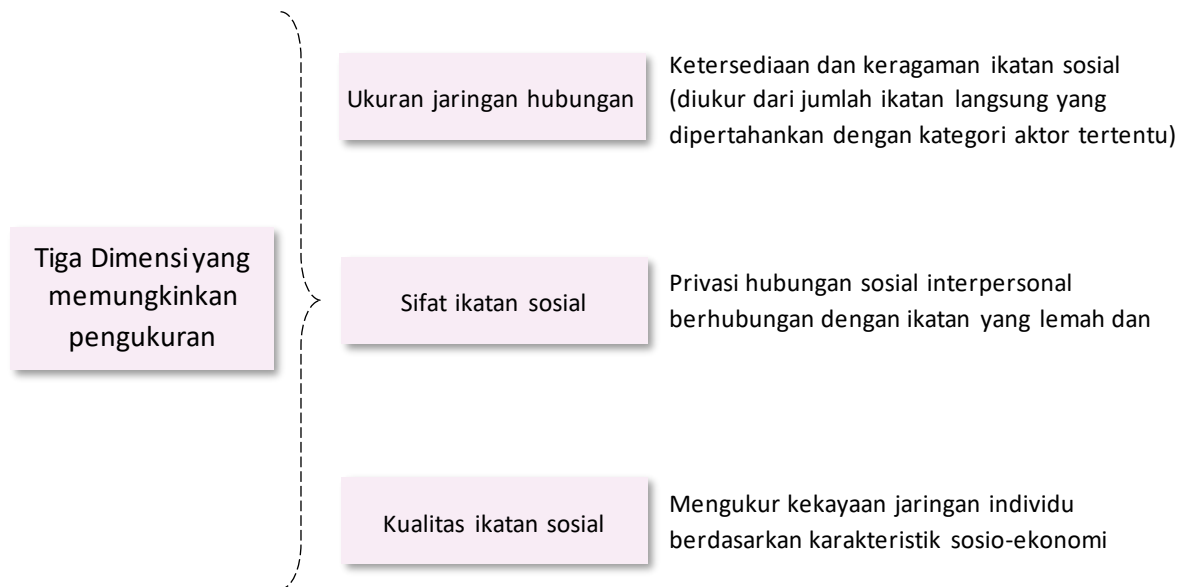 Tiga Dimensi yang
memungkinkan
pengukuran
Ukuran jaringan hubungan
Ketersediaan dan keragaman ikatan sosial
(diukur dari jumlah ikatan langsung yang
dipertahankan dengan kategori aktor tertentu)
Sifat ikatan sosial
Privasi hubungan sosial interpersonal
berhubungan dengan ikatan yang lemah dan
Kualitas ikatan sosial
Mengukur kekayaan jaringan individu
berdasarkan karakteristik sosio-ekonomi